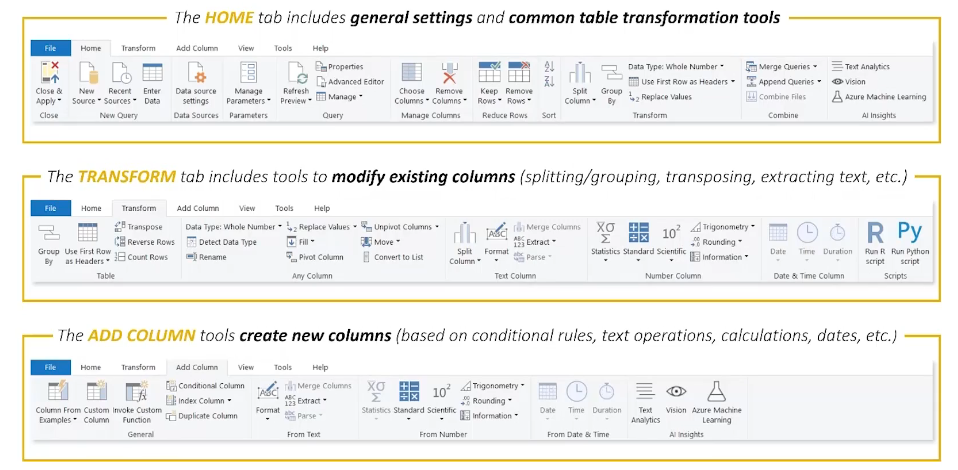 The HOME tab includes general settings and common table transformation tools
File Home Transform Add Column View Tools Help
Close & Apply
New Source
Recent Sources
Enter Data
Data source settings
Manage Parameters
Refresh Preview
Properties
Advanced Editor
Manage
Choose Columns
Remove Columns
Keep Rows
Remove Rows
Split Column
Group By
Data Type: Whole Number
Use First Row as Headers
Replace Values
Merge Queries
Append Queries
Combine Files
Text Analytics
Vision
Azure Machine Learning
Close New Query Data Sources Parameters Query Manage Columns Reduce Rows Sort Transform Combine AI Insights
The TRANSFORM tab includes tools to modify existing columns (splitting/grouping, transposing, extracting text, etc.)
File Home Transform Add Column View Tools Help
Group By
Use First Row as Headers
Transpose
Reverse Rows
Count Rows
Data Type: Whole Number
Detect Data Type
Rename
Replace Values
Fill
Pivot Column
Unpivot Columns
Move
Convert to List
Split Column
Format
Merge Columns
Extract
Parse
Statistics
Standard
Scientific
Trigonometry
Rounding
Information
Date
Time
Duration
Run R script
Run Python script
Table Any Column Text Column Number Column Date & Time Column Scripts
The ADD COLUMN tools create new columns (based on conditional rules, text operations, calculations, dates, etc.)
File Home Transform Add Column View Tools Help
Column From Examples
Custom Column
Invoke Custom Function
Conditional Column
Index Column
Duplicate Column
Format
Merge Columns
Extract
Parse
Statistics
Standard
Scientific
Trigonometry
Rounding
Information
Date
Time
Duration
Text Analytics
Vision
Azure Machine Learning
General From Text From Number From Date & Time AI Insights